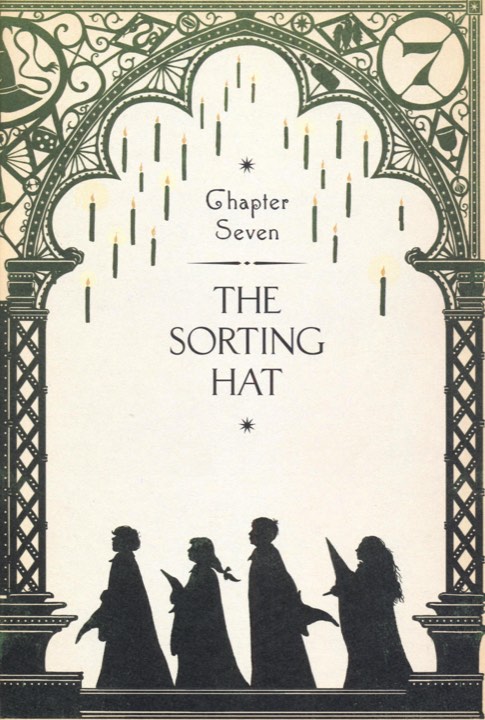 7
Chapter
Seven
THE
SORTING
HAT